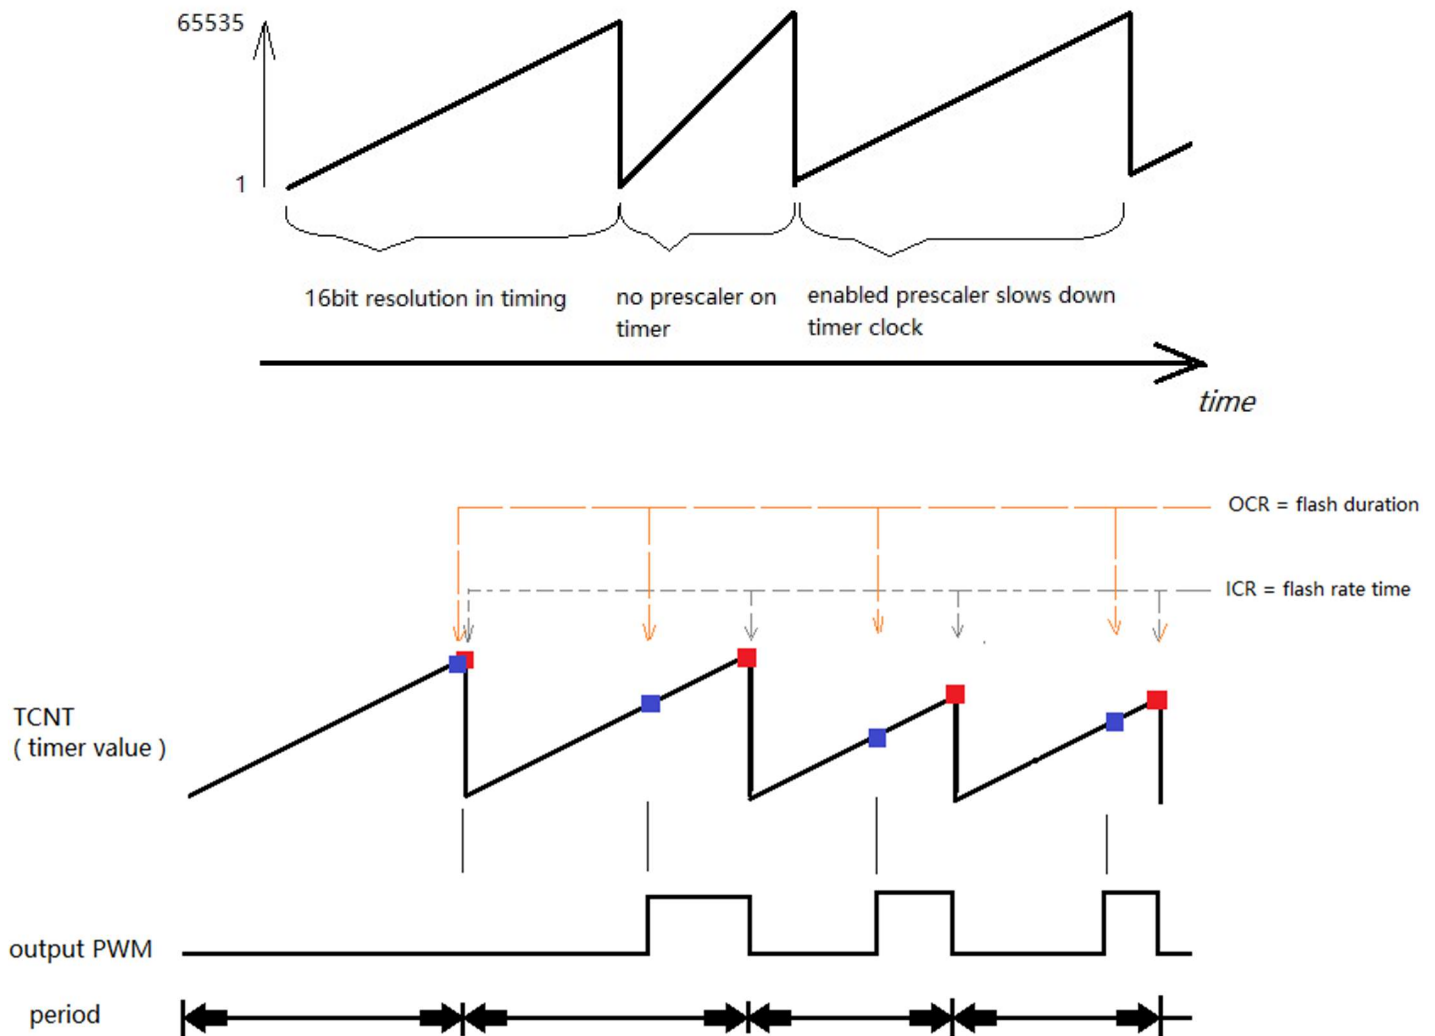 65535
1
16bit resolution in timing
no prescaler on
timer
enabled prescaler slows down
timer clock
time
OCR = flash duration
ICR = flash rate time
TCNT
( timer value )
output PWM
period